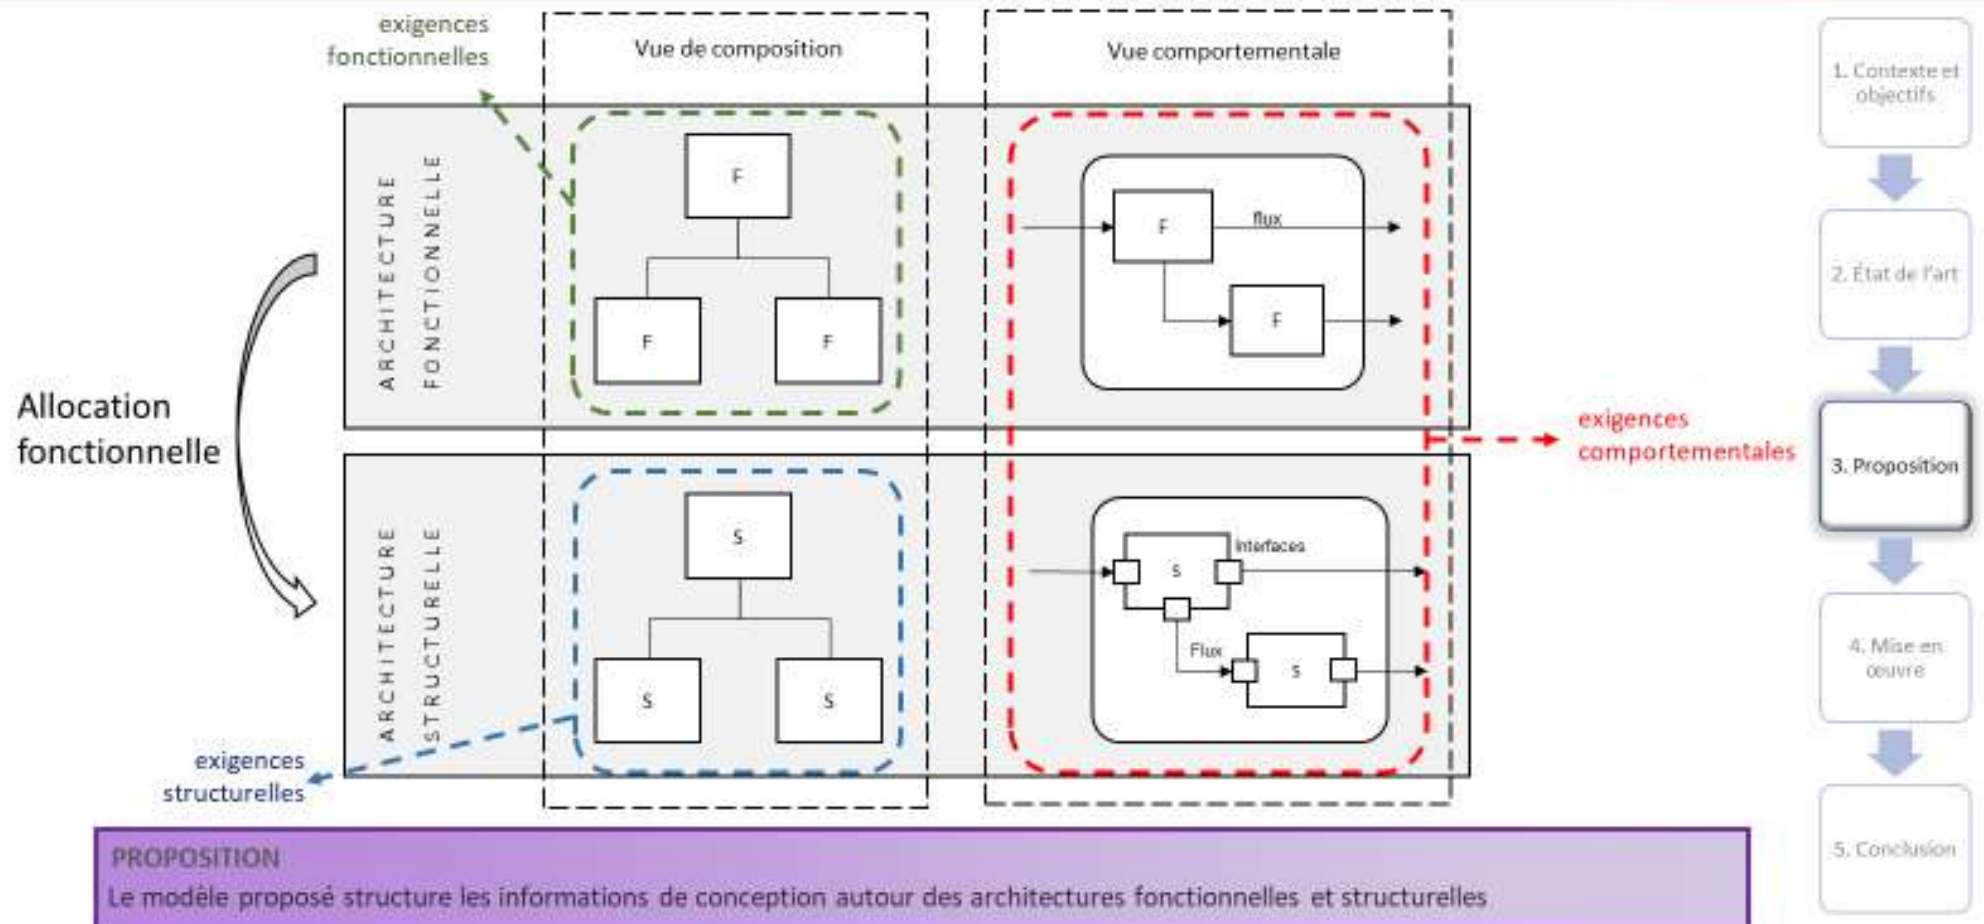 exigences
fonctionnelles
Vue de composition
Vue comportementale
ARCHITECTURE
FONCTIONNELLE
F
F
F
F
flux
F
Allocation
fonctionnelle
exigences
comportementales
ARCHITECTURE
STRUCTURELLE
S
S
S
Interfaces
S
Flux
S
exigences
structurelles
PROPOSITION
Le modèle proposé structure les informations de conception autour des architectures fonctionnelles et structurelles
1. Contexte et
objectifs
2. État de l'art
3. Proposition
4. Mise en
œuvre
5. Conclusion